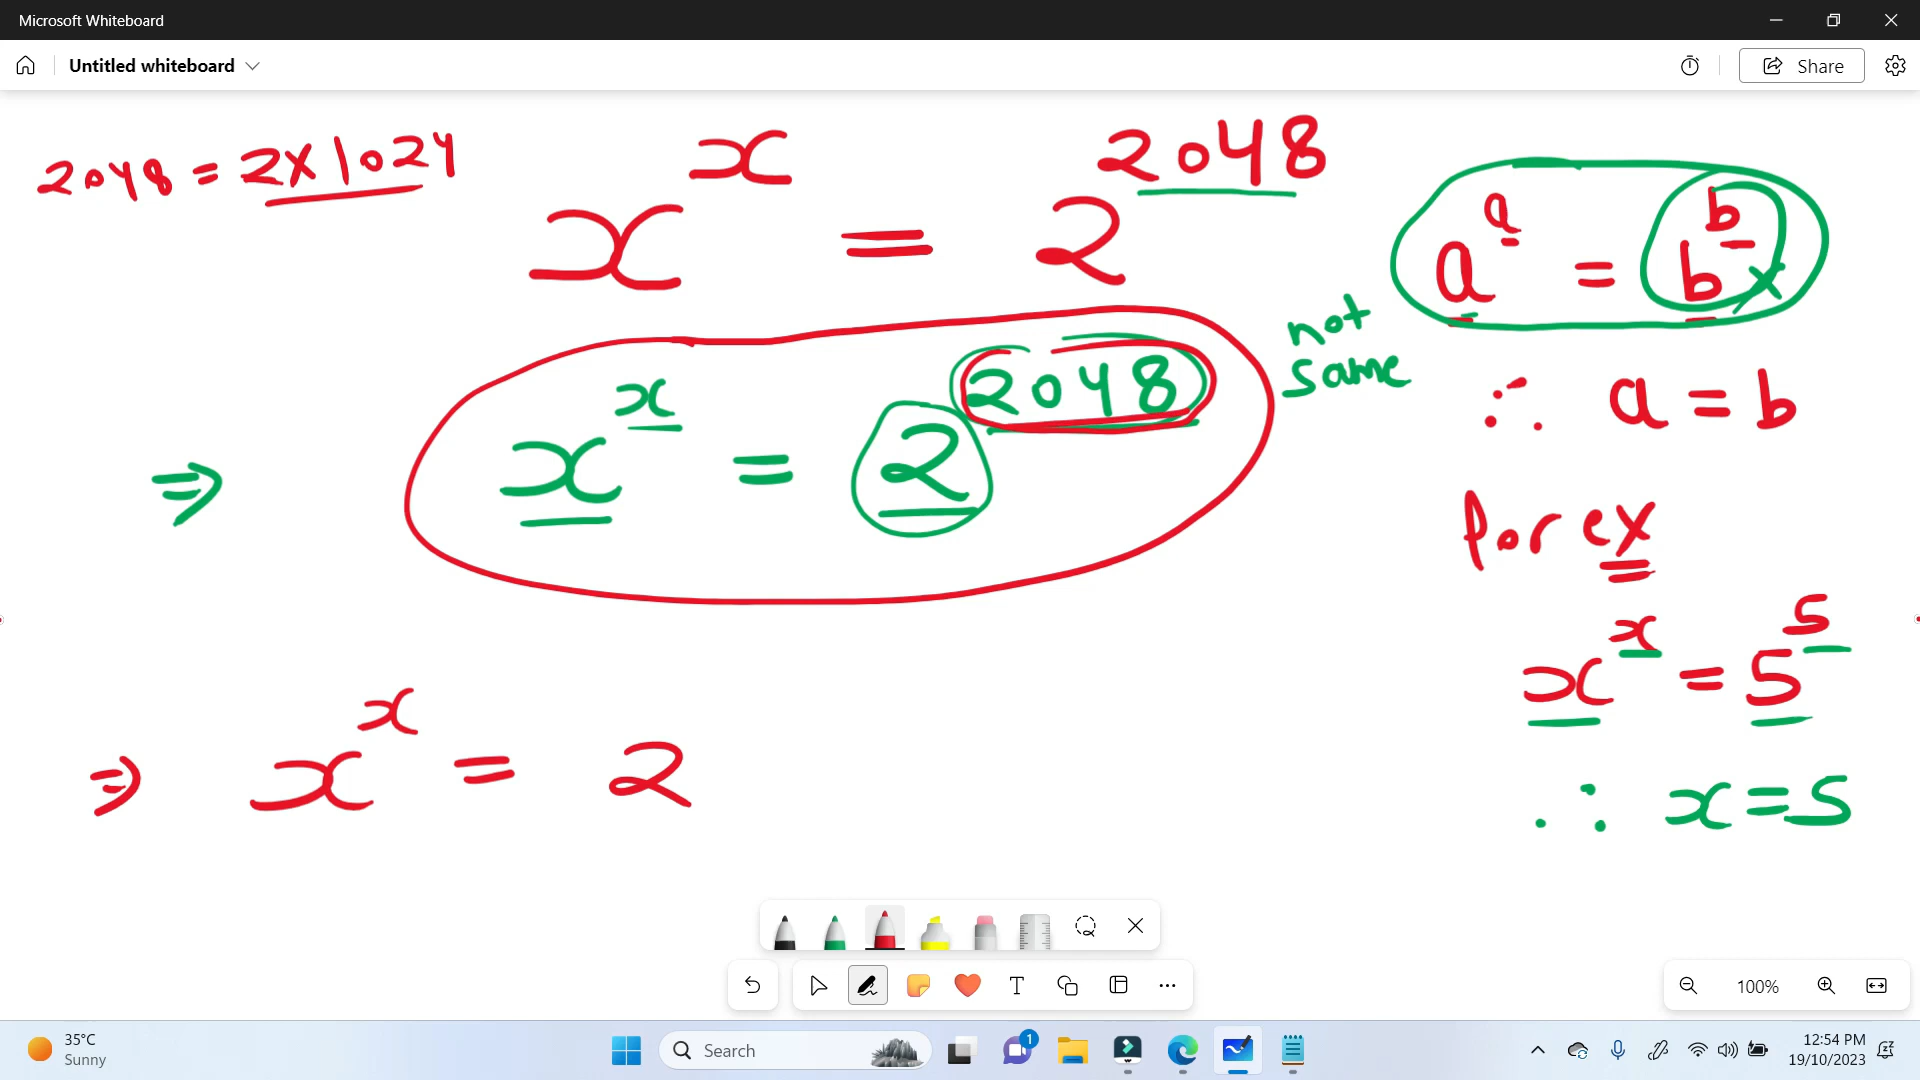 Microsoft Whiteboard
Untitled whiteboard
Share
2048 = 2X1024
x^x = 2^2048
a^a = b^b x
not
same
x^x = 2^2048
∴ a = b
⇒
For ex
x^x = 5^5
⇒ x^x = 2
∴ x = 5
100%
35°C
Sunny
Search
1
12:54 PM
19/10/2023